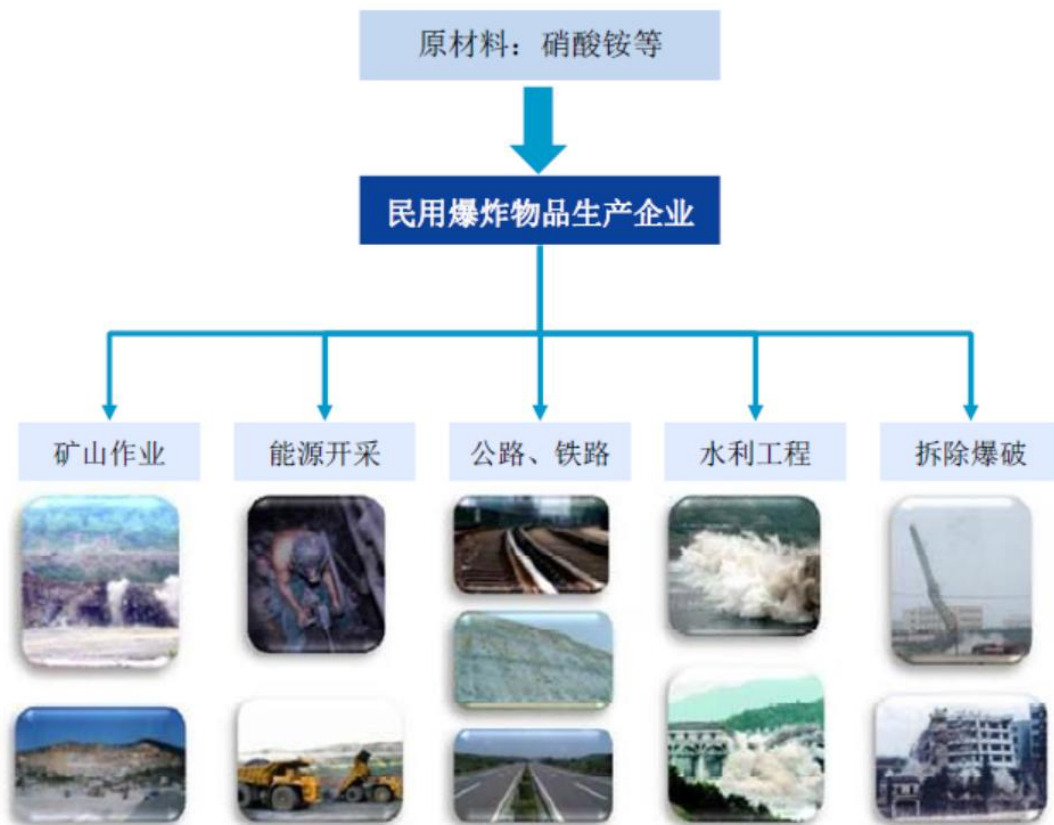 原材料：硝酸铵等
民用爆炸物品生产企业
矿山作业
能源开采
公路、铁路
水利工程
拆除爆破